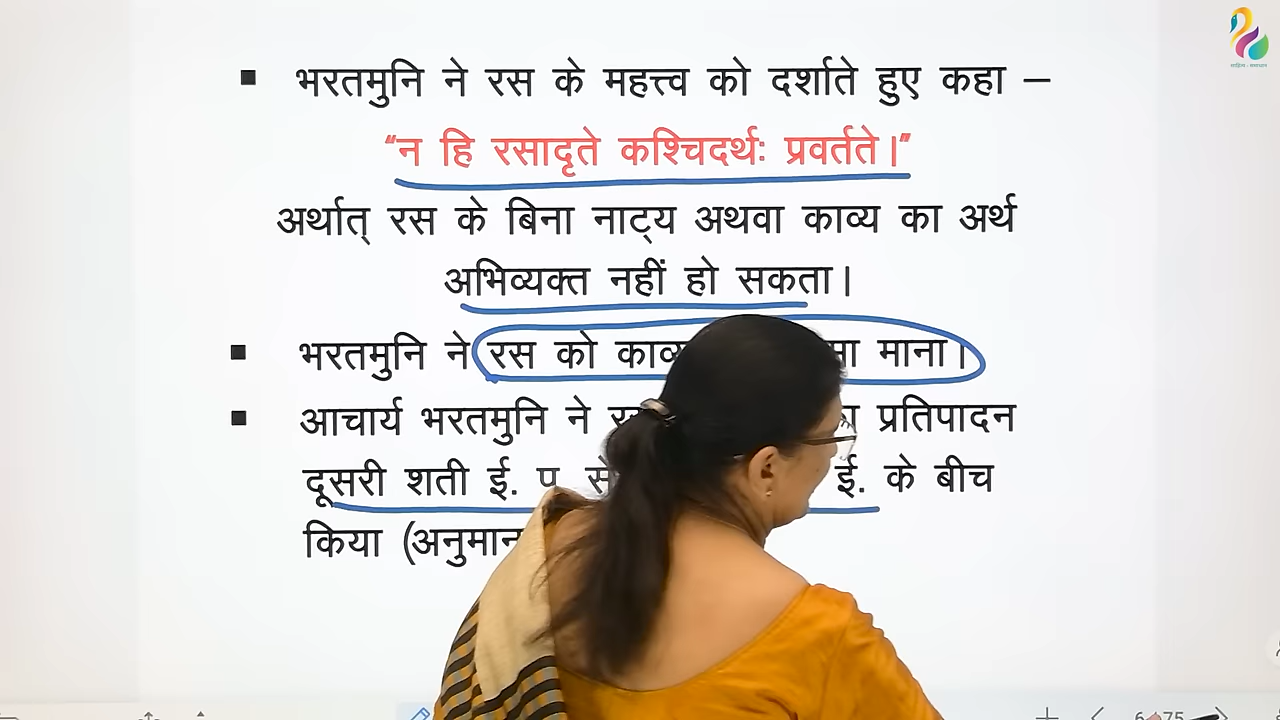 ▪ भरतमुनि ने रस के महत्त्व को दर्शाते हुए कहा –
“न हि रसादृते कश्चिदर्थः प्रवर्तते।”
अर्थात् रस के बिना नाट्य अथवा काव्य का अर्थ
अभिव्यक्त नहीं हो सकता।
▪ भरतमुनि ने रस को माना।
▪ आचार्य भरतमुनि ने प्रतिपादन
दूसरी शती ई. ई. के बीच
किया (अनुमान